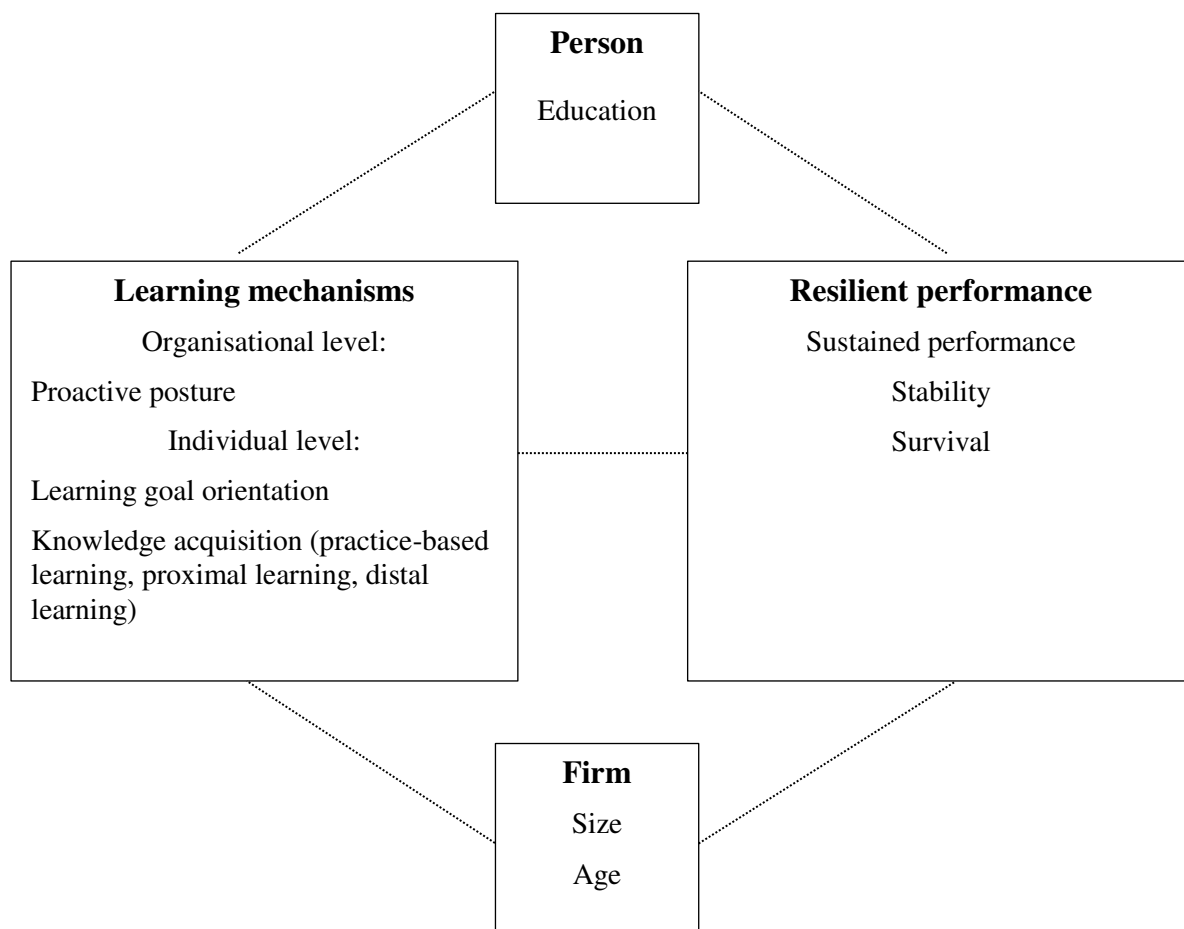 Person
Education
Learning mechanisms
Organisational level:
Proactive posture
Individual level:
Learning goal orientation
Knowledge acquisition (practice-based
learning, proximal learning, distal
learning)
Resilient performance
Sustained performance
Stability
Survival
Firm
Size
Age